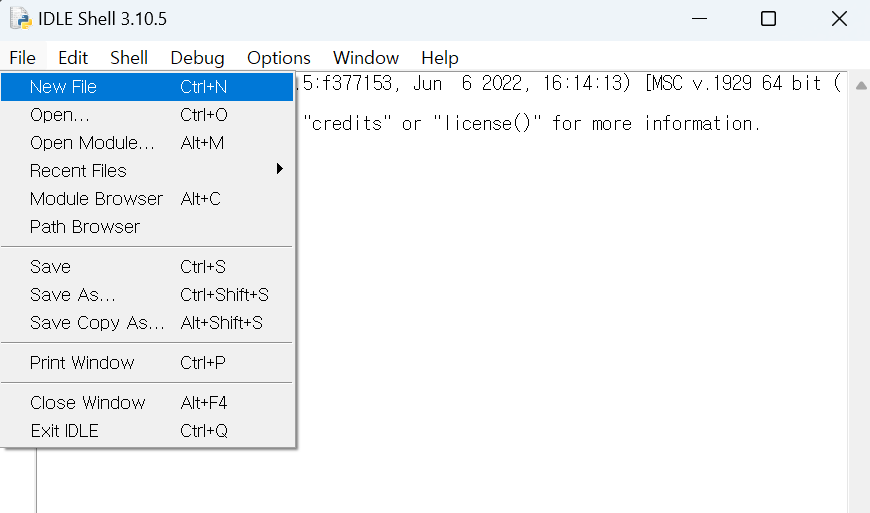 IDLE Shell 3.10.5
File Edit Shell Debug Options Window Help
New File Ctrl+N
Open... Ctrl+O
Open Module... Alt+M
Recent Files
Module Browser Alt+C
Path Browser
Save Ctrl+S
Save As... Ctrl+Shift+S
Save Copy As... Alt+Shift+S
Print Window Ctrl+P
Close Window Alt+F4
Exit IDLE Ctrl+Q
.5:f377153, Jun  6 2022, 16:14:13) [MSC v.1929 64 bit (
"credits" or "license()" for more information.